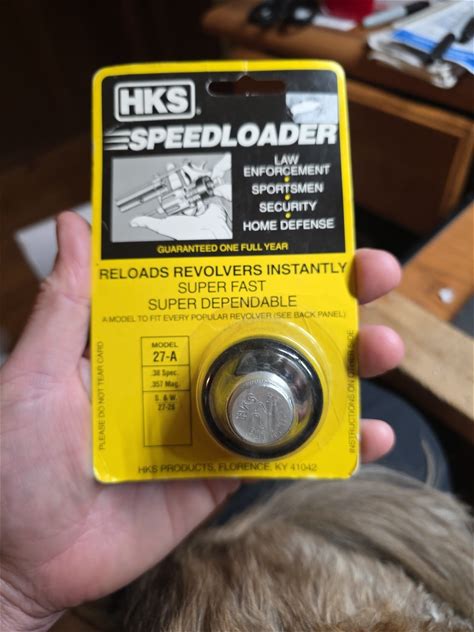 HKS
SPEEDLOADER
LAW
ENFORCEMENT
SPORTSMEN
SECURITY
HOME DEFENSE
GUARANTEED ONE FULL YEAR
RELOADS REVOLVERS INSTANTLY
SUPER FAST
SUPER DEPENDABLE
A MODEL TO FIT EVERY POPULAR REVOLVER (SEE BACK PANEL)
MODEL
27-A
.38 Spec.
.357 Mag.
S. & W.
27-28
PLEASE DO NOT TEAR CARD
INSTRUCTIONS ON
HKS
HKS PRODUCTS, FLORENCE, KY 41042